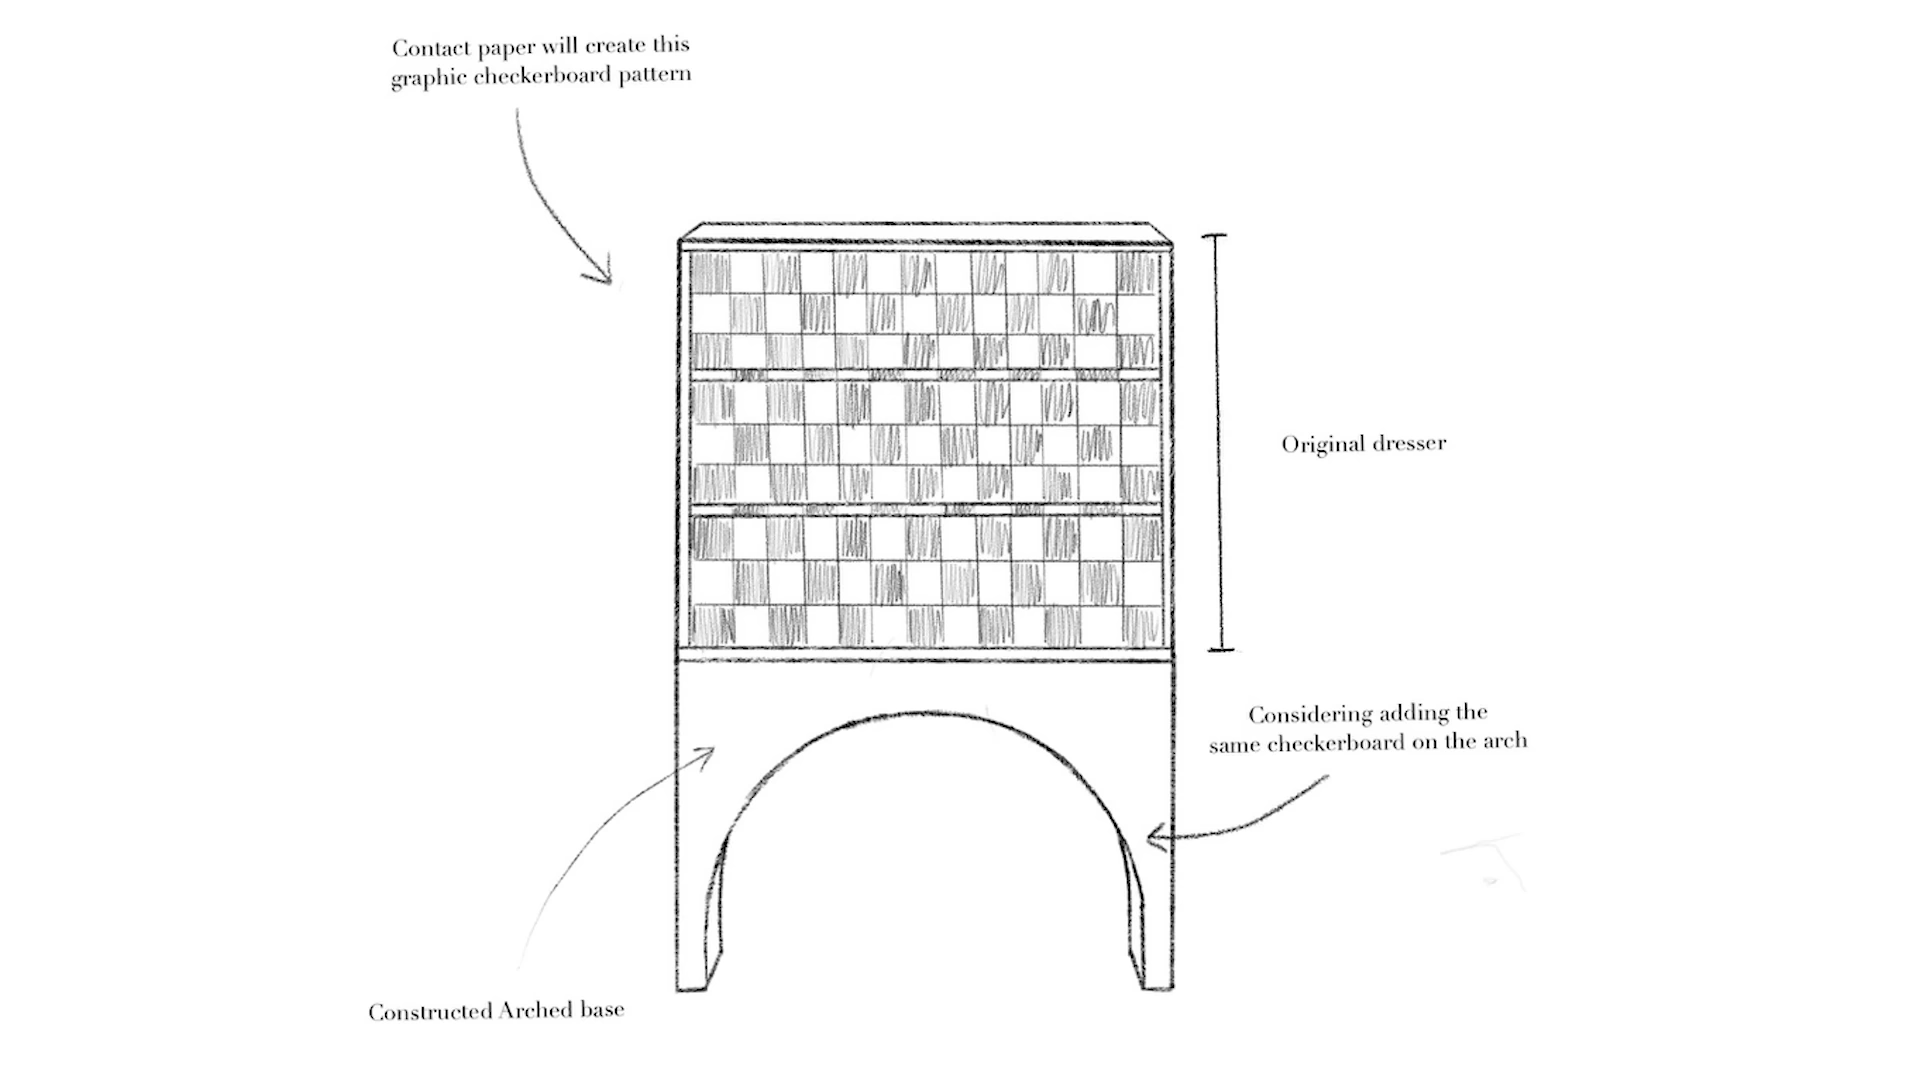 Contact paper will create this
graphic checkerboard pattern
Original dresser
Considering adding the
same checkerboard on the arch
Constructed Arched base